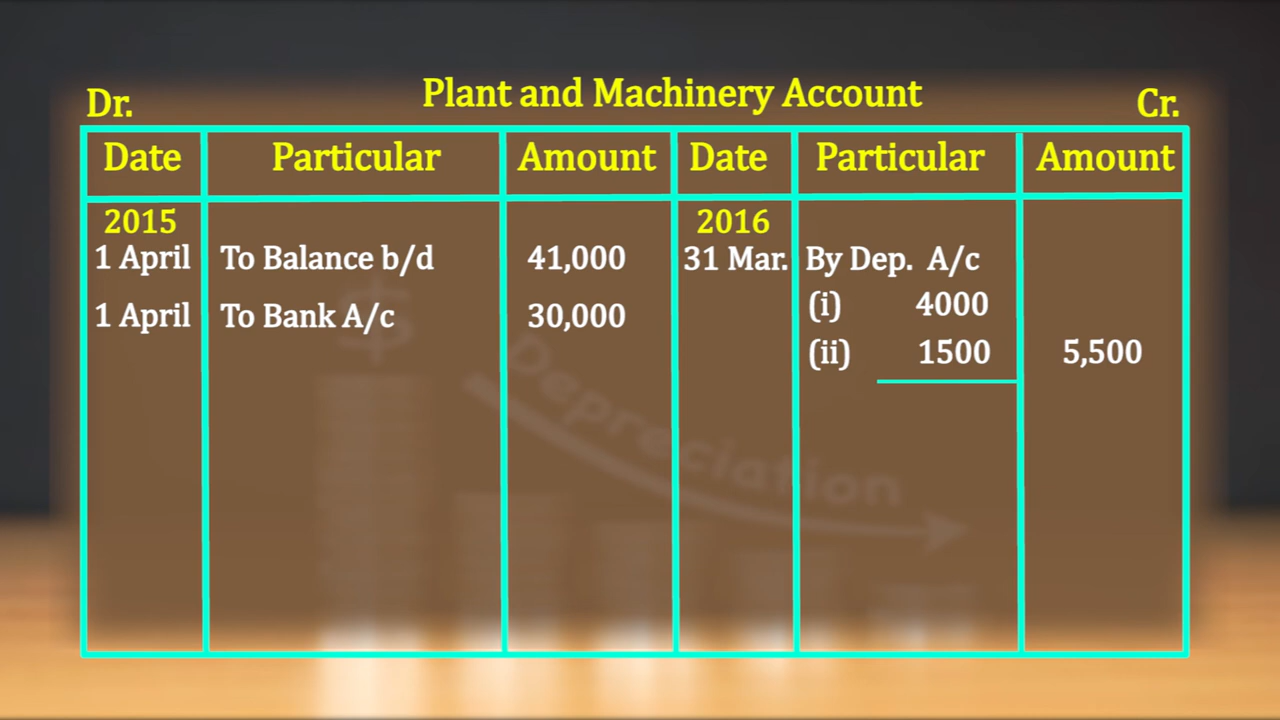 Plant and Machinery Account
Dr. Cr.
Date Particular Amount Date Particular Amount
2015 2016
1 April To Balance b/d 41,000 31 Mar. By Dep. A/c
(i) 4000
1 April To Bank A/c 30,000
(ii) 1500 5,500
$
Depreciation